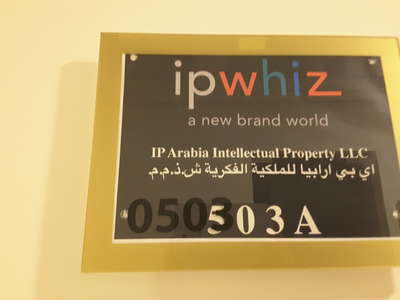 ipwhiz
a new brand world
IP Arabia Intellectual Property LLC
اي بي ارابيا للملكية الفكرية ش.ذ.م.م.
0503
503A